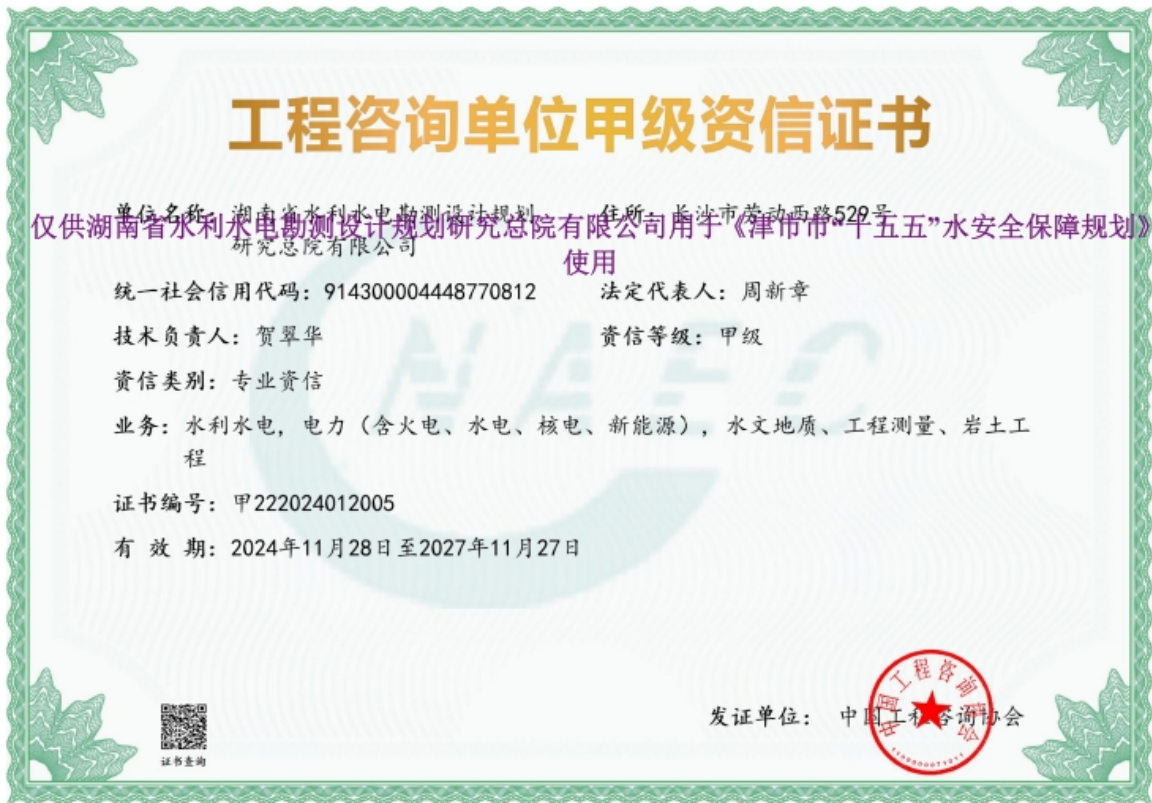 工程咨询单位甲级资信证书
单位名称：湖南省水利水电勘测设计规划 住所：长沙市劳动西路529号
仅供湖南省水利水电勘测设计规划研究总院有限公司用于《津市市“十五五”水安全保障规划》
研究总院有限公司
使用
统一社会信用代码：914300004448770812 法定代表人：周新章
技术负责人：贺翠华 资信等级：甲级
资信类别：专业资信
业务：水利水电，电力（含火电、水电、核电、新能源），水文地质、工程测量、岩土工
程
证书编号：甲222024012005
有 效 期：2024年11月28日至2027年11月27日
NAEC
发证单位：中国工程咨询协会
中国工程咨询协会
证书查询